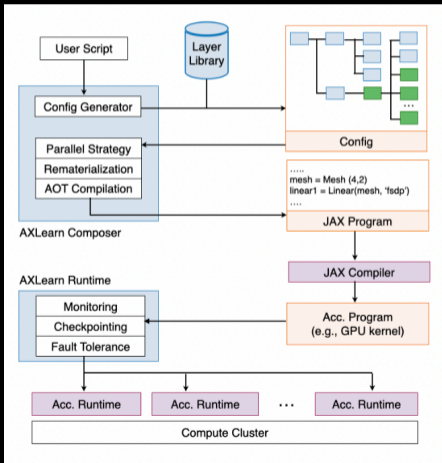 User Script
Layer
Library
Config Generator
...
Config
Parallel Strategy
Rematerialization
AOT Compilation
AXLearn Composer
.....
mesh = Mesh (4,2)
linear1 = Linear(mesh, 'fsdp')
....
JAX Program
JAX Compiler
AXLearn Runtime
Monitoring
Checkpointing
Fault Tolerance
Acc. Program
(e.g., GPU kernel)
Acc. Runtime
Acc. Runtime
...
Acc. Runtime
Compute Cluster